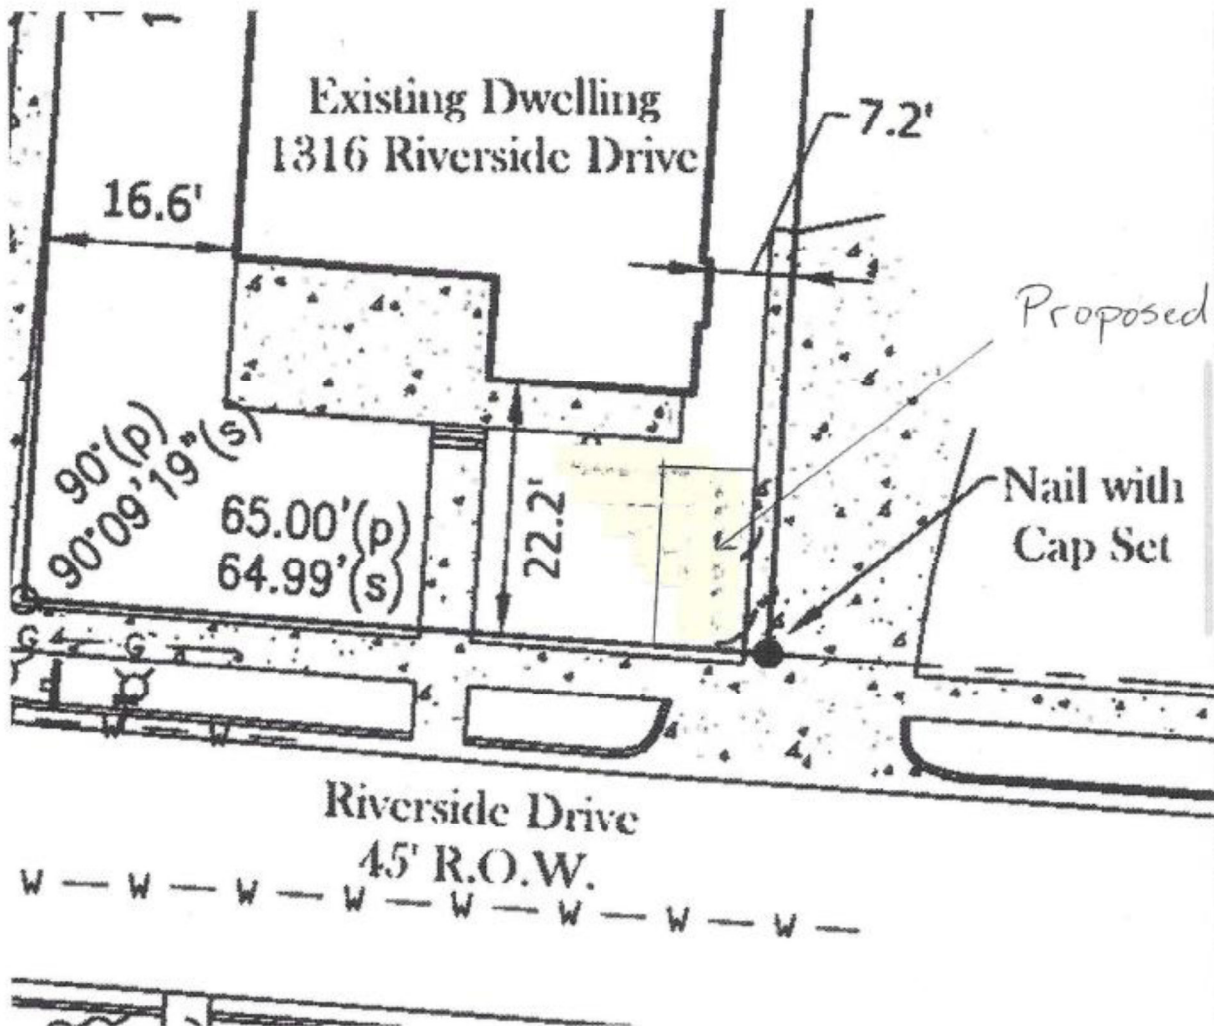 Existing Dwelling
1316 Riverside Drive
7.2'
16.6'
Proposed
90°(p)
90°09'19"(s)
65.00'(p)
64.99'(s)
22.2'
Nail with
Cap Set
G G
W W
Riverside Drive
45' R.O.W.
W W W W W W W W